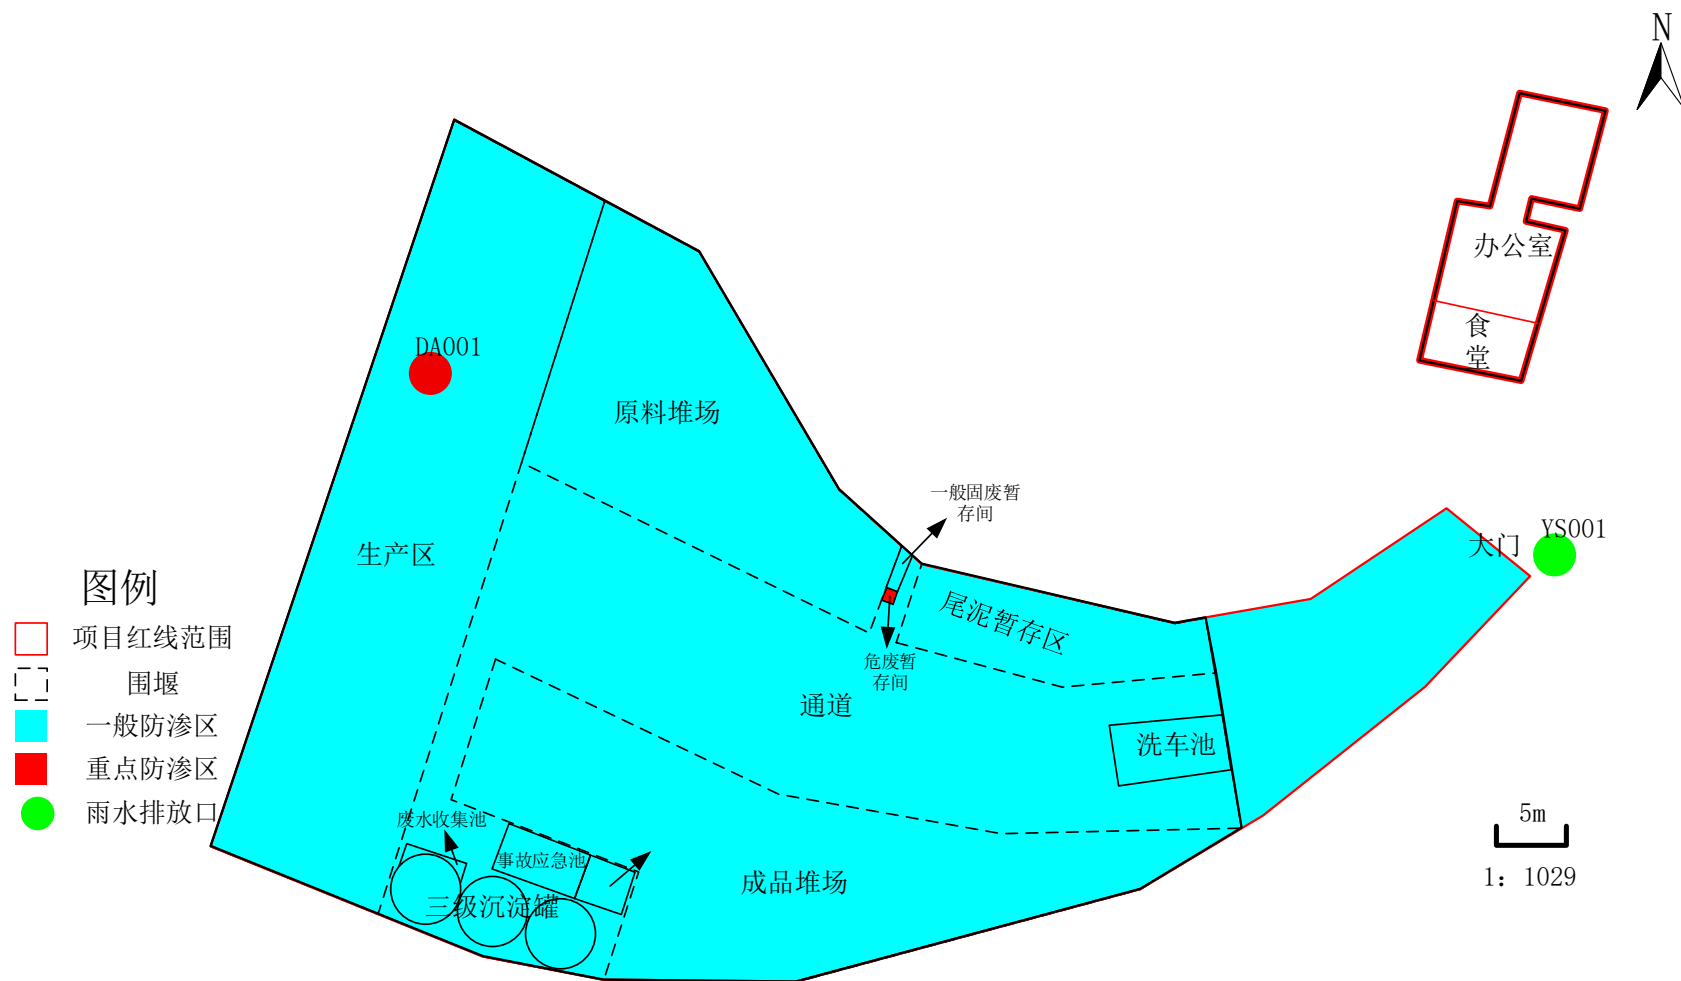 N
办公室
食
堂
DA001
原料堆场
一般固废暂
存间
YS001
大门
生产区
尾泥暂存区
危废暂
存间
通道
洗车池
图例
项目红线范围
围堰
一般防渗区
重点防渗区
雨水排放口
废水收集池
事故应急池
三级沉淀罐
成品堆场
5m
1: 1029